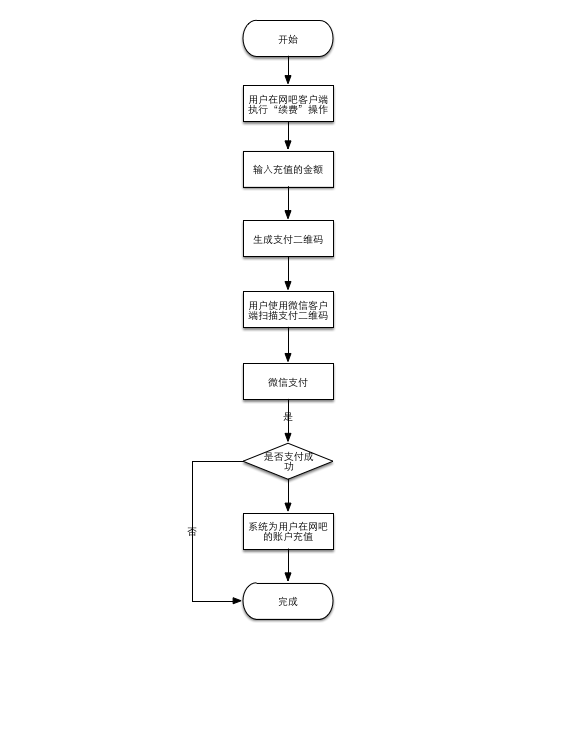 开始
用户在网吧客户端
执行“续费”操作
输入充值的金额
生成支付二维码
用户使用微信客户
端扫描支付二维码
微信支付
是
是否支付成
功
系统为用户在网吧
的账户充值
否
完成